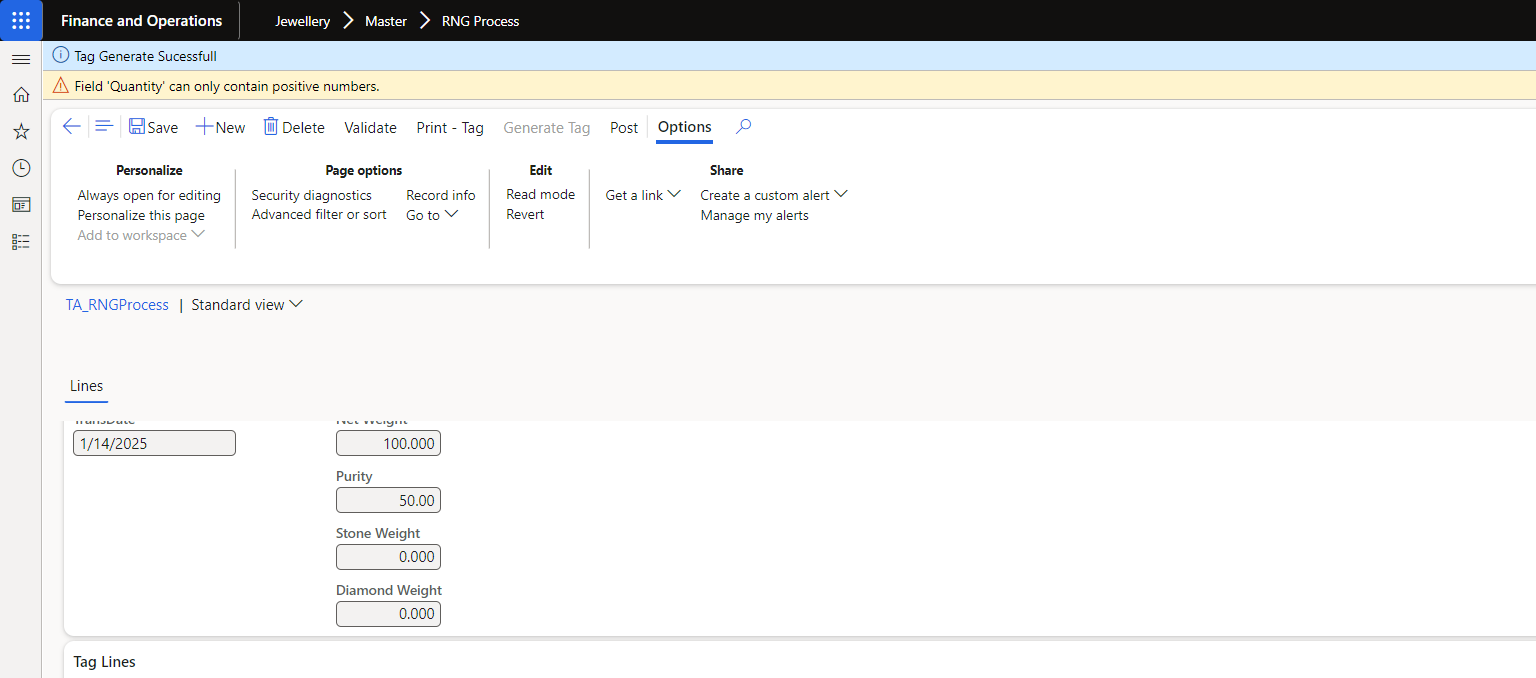 Finance and Operations Jewellery Master RNG Process
Tag Generate Sucessfull
Field 'Quantity' can only contain positive numbers.
Save New Delete Validate Print - Tag Generate Tag Post Options
Personalize Page options Edit Share
Always open for editing Security diagnostics Record info Read mode Get a link Create a custom alert
Personalize this page Advanced filter or sort Go to Revert Manage my alerts
Add to workspace
TA_RNGProcess | Standard view
Lines
TransDate Net Weight
1/14/2025 100.000
Purity
50.00
Stone Weight
0.000
Diamond Weight
0.000
Tag Lines